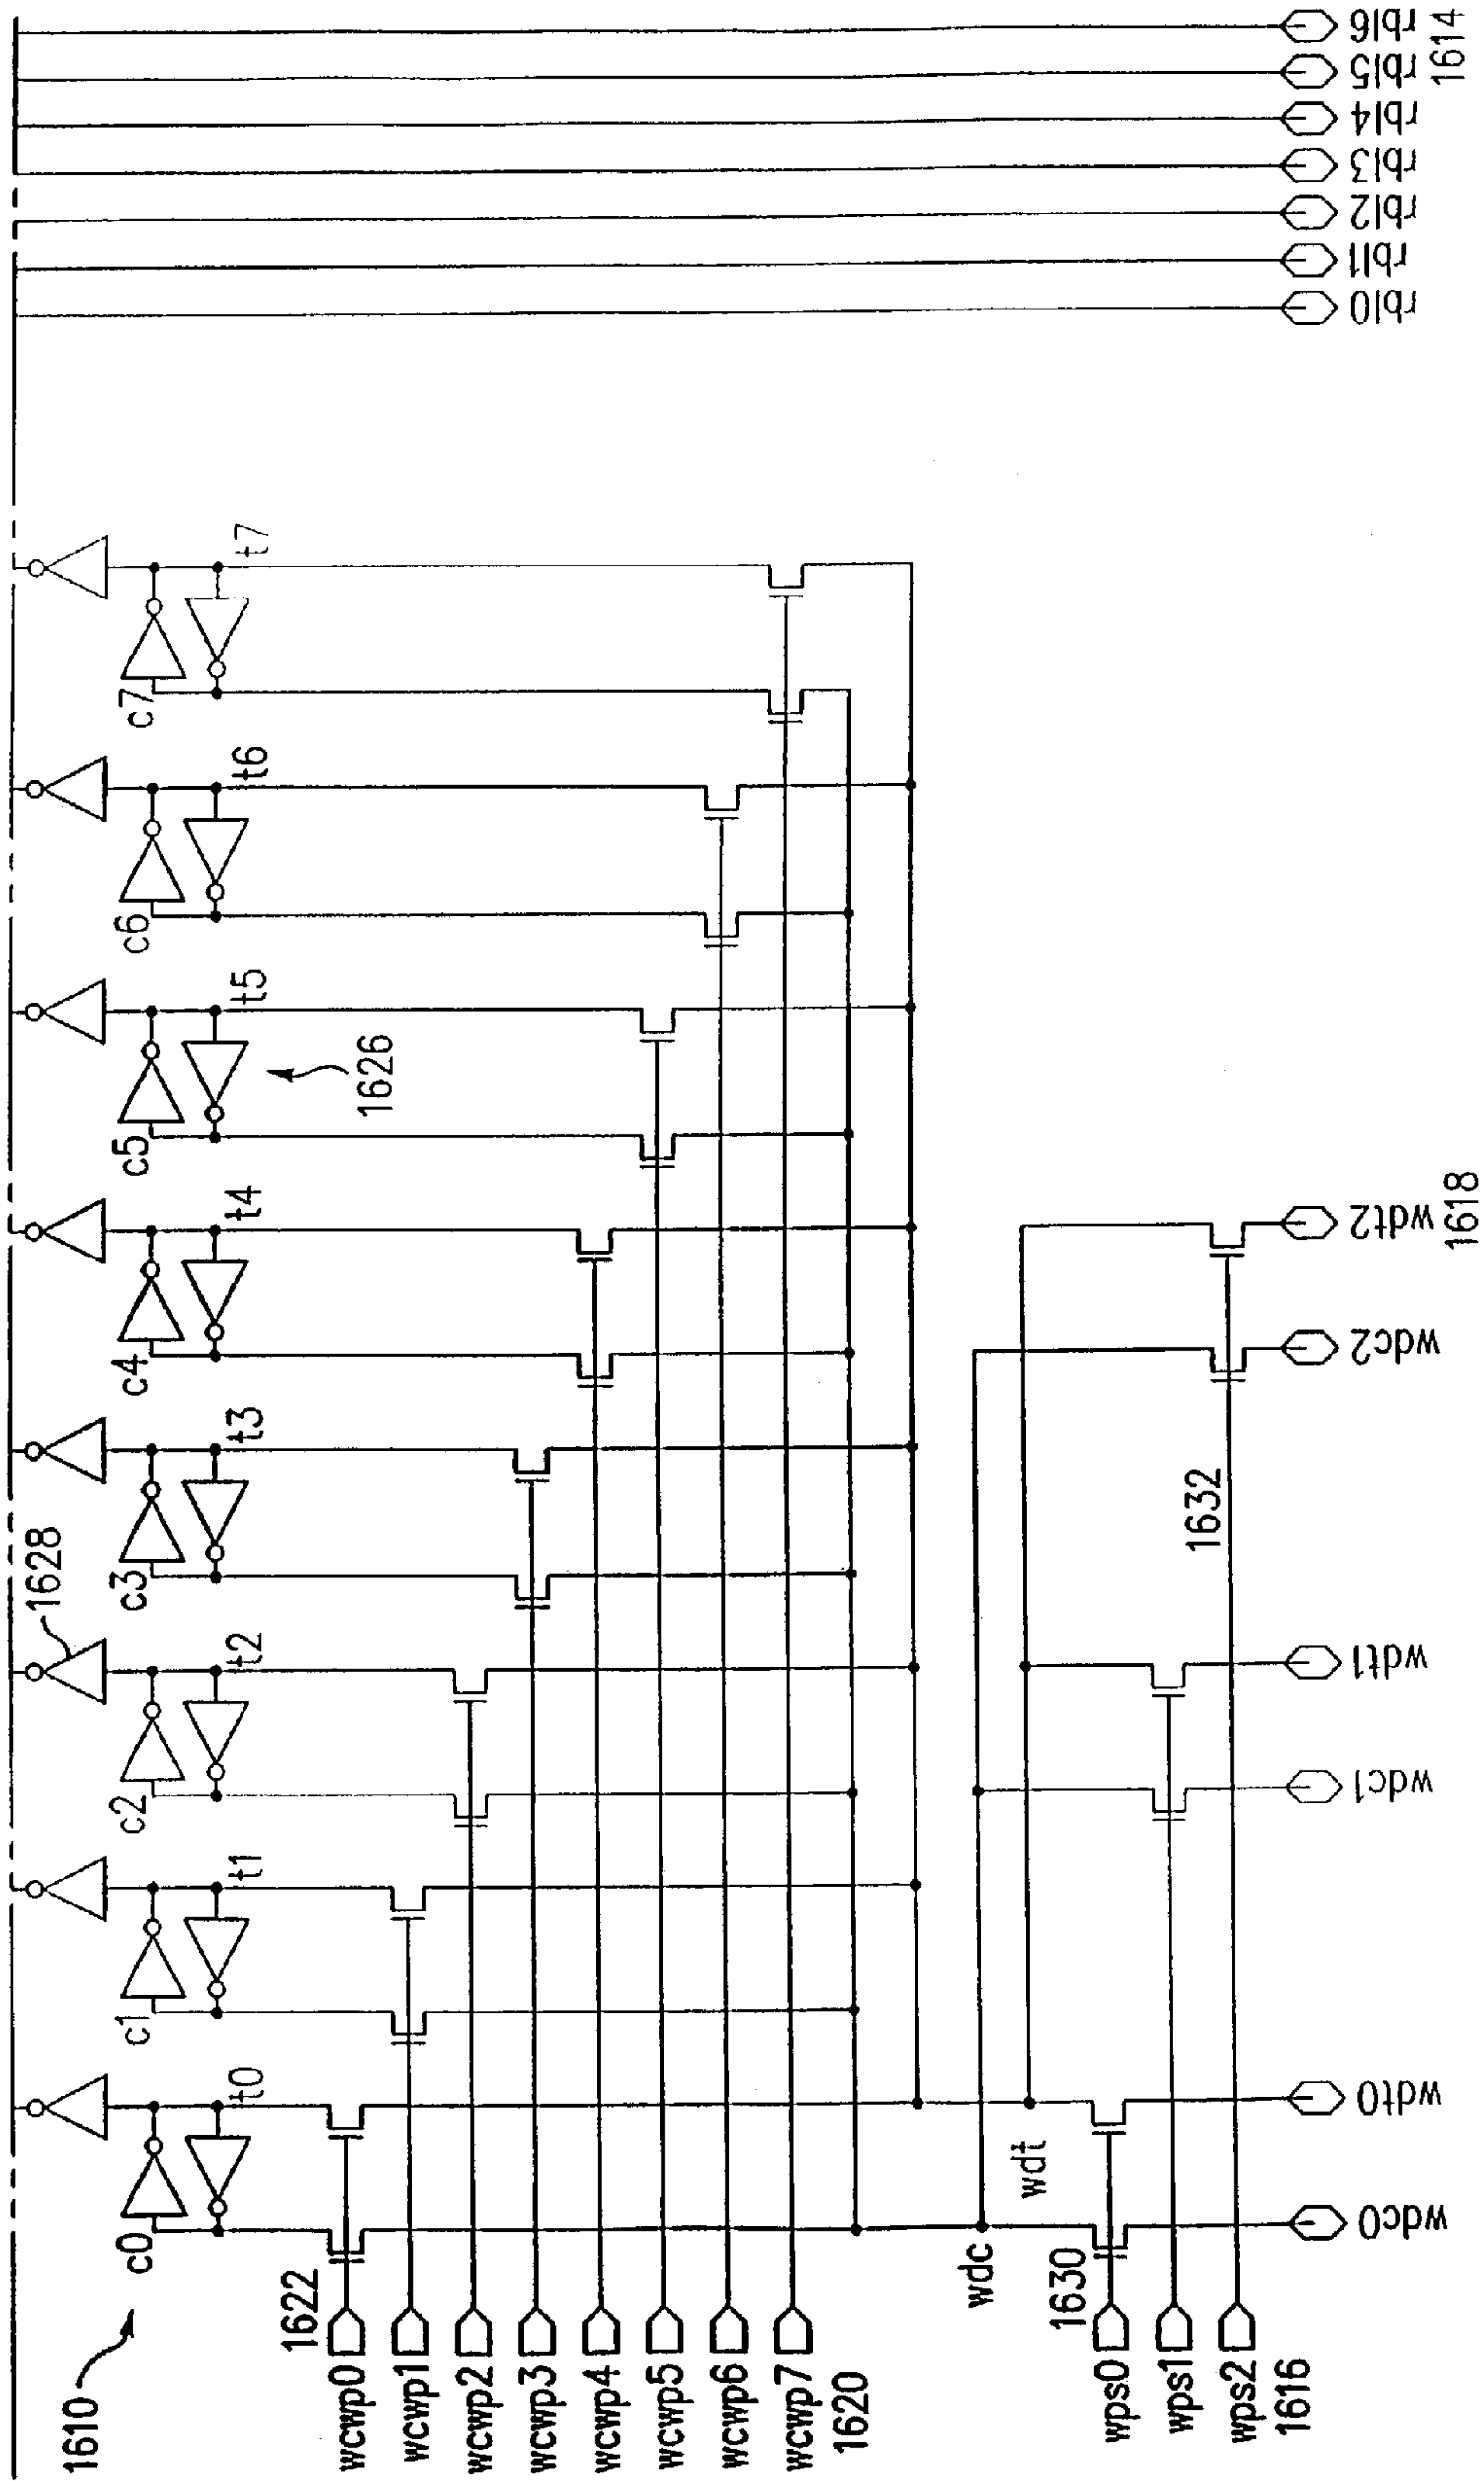 rbl6
rbl5
rbl4
rbl3
rbl2
rbl1
rbl0
1614
t7
c7
t6
c6
t5
c5
1626
t4
c4
t3
c3
1628
t2
c2
t1
c1
t0
c0
1610
1622
wcwp0
wcwp1
wcwp2
wcwp3
wcwp4
wcwp5
wcwp6
wcwp7
1620
wdc
wdt
1630
1632
wps0
wps1
wps2
1616
wdt2
wdc2
wdt1
wdc1
wdt0
wdc0
1618